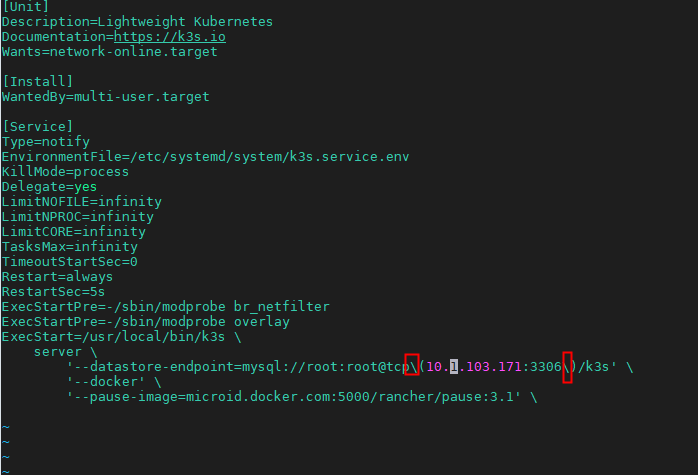 [Unit]
Description=Lightweight Kubernetes
Documentation=https://k3s.io
Wants=network-online.target
[Install]
WantedBy=multi-user.target
[Service]
Type=notify
EnvironmentFile=/etc/systemd/system/k3s.service.env
KillMode=process
Delegate=yes
LimitNOFILE=infinity
LimitNPROC=infinity
LimitCORE=infinity
TasksMax=infinity
TimeoutStartSec=0
Restart=always
RestartSec=5s
ExecStartPre=-/sbin/modprobe br_netfilter
ExecStartPre=-/sbin/modprobe overlay
ExecStart=/usr/local/bin/k3s \
    server \
        '--datastore-endpoint=mysql://root:root@tcp\(10.1.103.171:3306\)/k3s' \
        '--docker' \
        '--pause-image=microid.docker.com:5000/rancher/pause:3.1' \
~
~
~
~